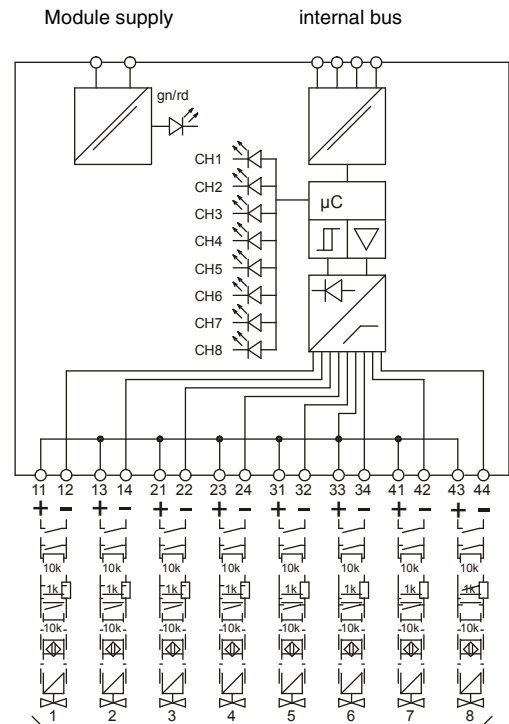 Module supply internal bus
gn/rd
CH1
CH2
CH3
µC
CH4
CH5
CH6
CH7
CH8
11 12 13 14 21 22 23 24 31 32 33 34 41 42 43 44
+ − + − + − + − + − + − + − + −
10k 10k 10k 10k 10k 10k 10k 10k
1k 1k 1k 1k 1k 1k 1k 1k
10k 10k 10k 10k 10k 10k 10k 10k
1 2 3 4 5 6 7 8